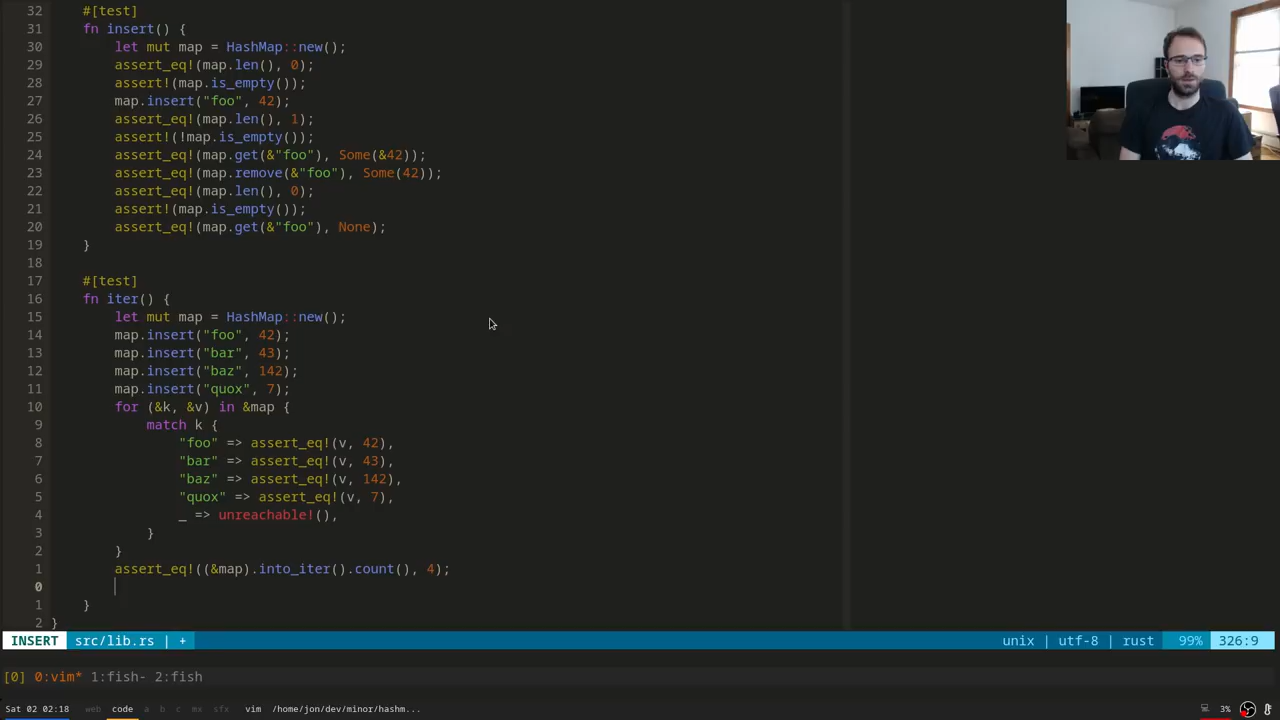 32 #[test]
31 fn insert() {
30 let mut map = HashMap::new();
29 assert_eq!(map.len(), 0);
28 assert!(map.is_empty());
27 map.insert("foo", 42);
26 assert_eq!(map.len(), 1);
25 assert!(!map.is_empty());
24 assert_eq!(map.get(&"foo"), Some(&42));
23 assert_eq!(map.remove(&"foo"), Some(42));
22 assert_eq!(map.len(), 0);
21 assert!(map.is_empty());
20 assert_eq!(map.get(&"foo"), None);
19 }
18
17 #[test]
16 fn iter() {
15 let mut map = HashMap::new();
14 map.insert("foo", 42);
13 map.insert("bar", 43);
12 map.insert("baz", 142);
11 map.insert("quox", 7);
10 for (&k, &v) in &map {
9 match k {
8 "foo" => assert_eq!(v, 42),
7 "bar" => assert_eq!(v, 43),
6 "baz" => assert_eq!(v, 142),
5 "quox" => assert_eq!(v, 7),
4 _ => unreachable!(),
3 }
2 }
1 assert_eq!((&map).into_iter().count(), 4);
0
1 }
2 }
INSERT src/lib.rs | + unix | utf-8 | rust 99% 326:9
[0] 0:vim* 1:fish- 2:fish
Sat 02 02:18 web code a b c mx sfx vim /home/jon/dev/minor/hashm... 3%